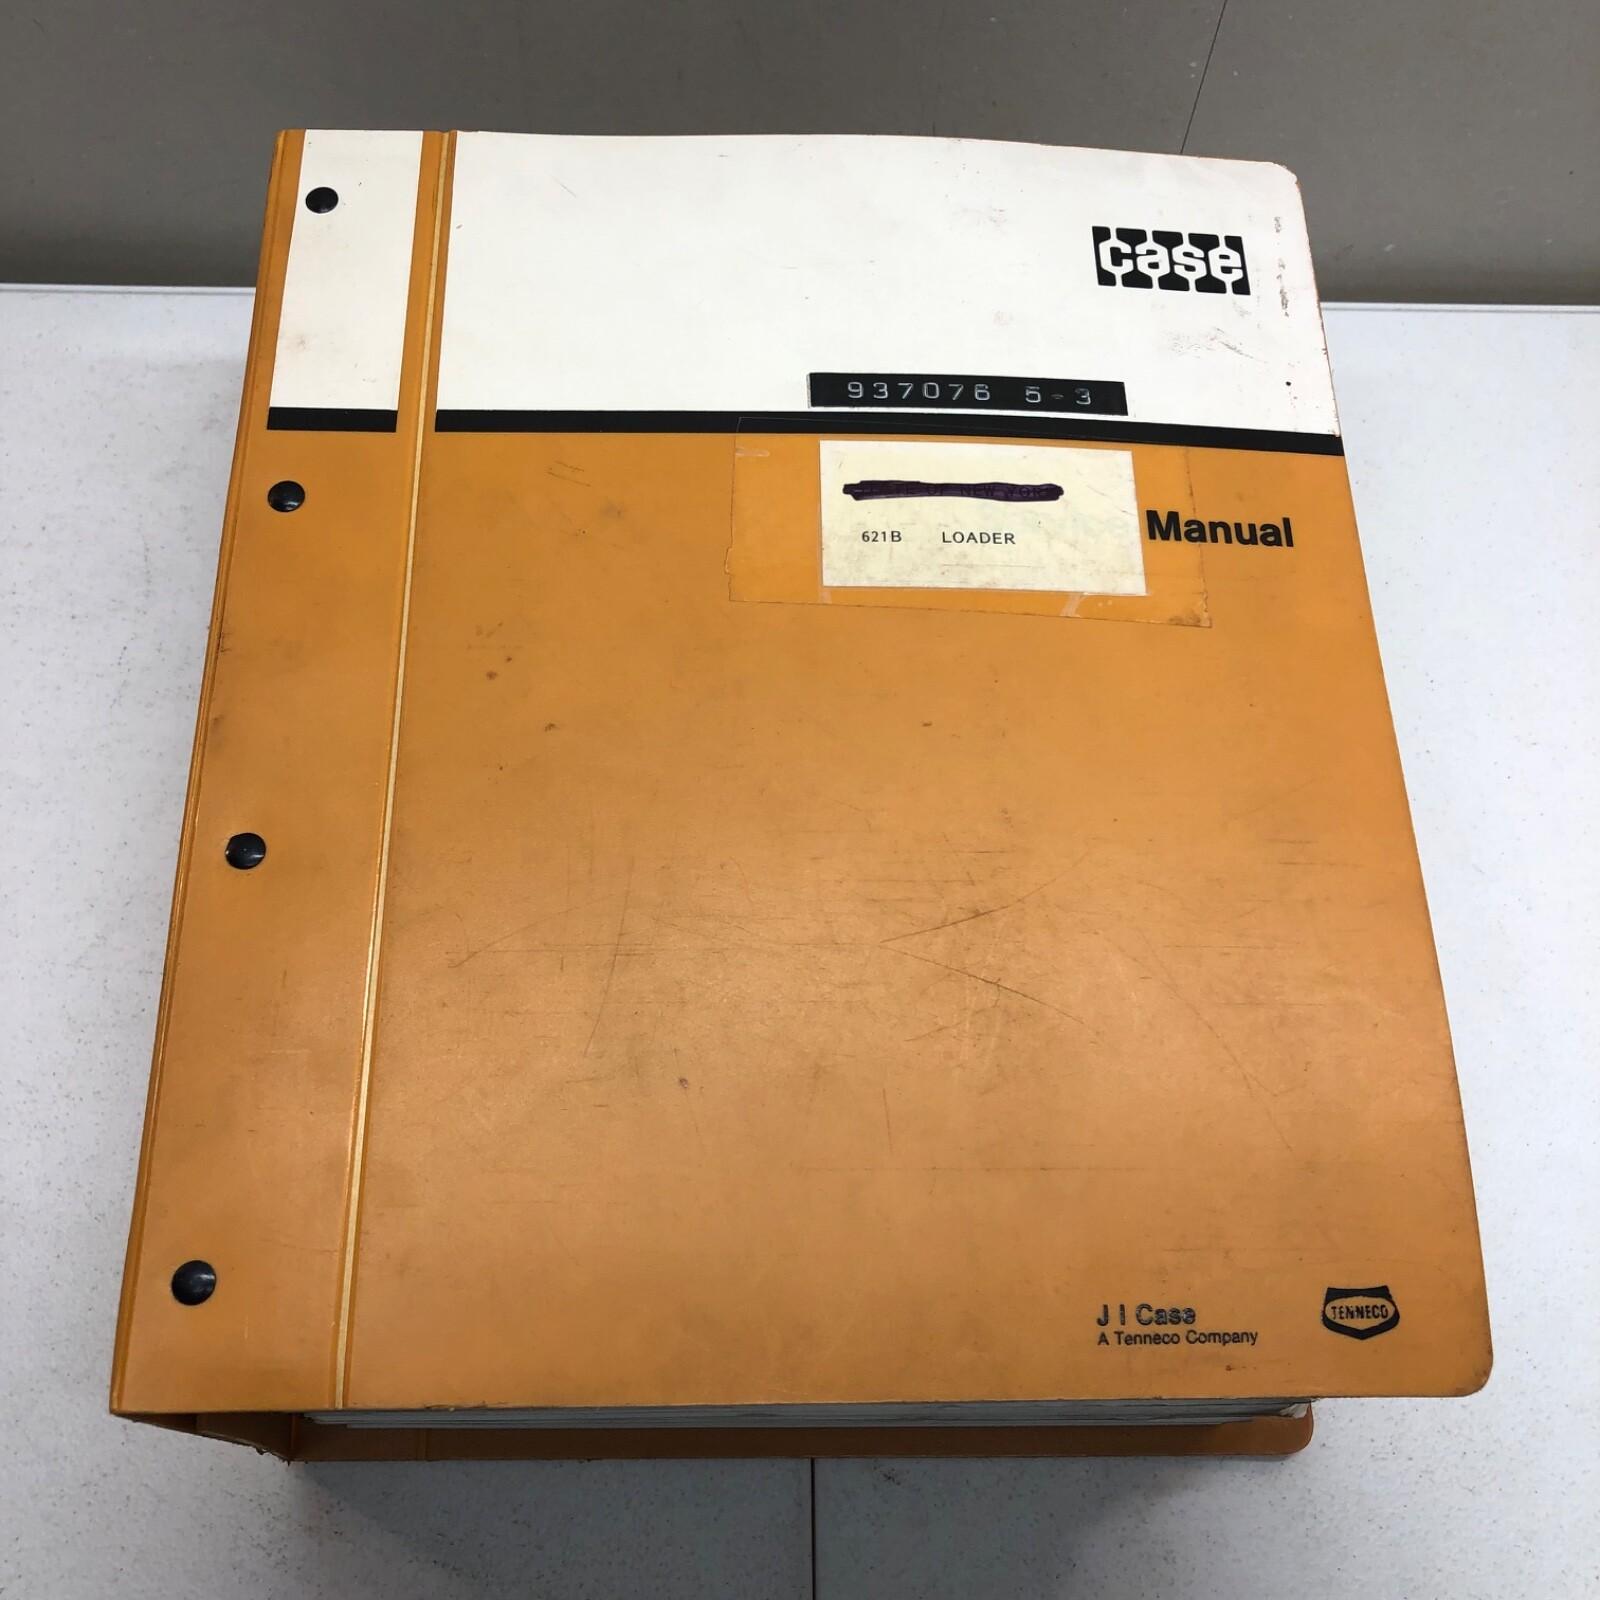 case
937076 5-3
621B LOADER
Manual
J I Case
A Tenneco Company
TENNECO